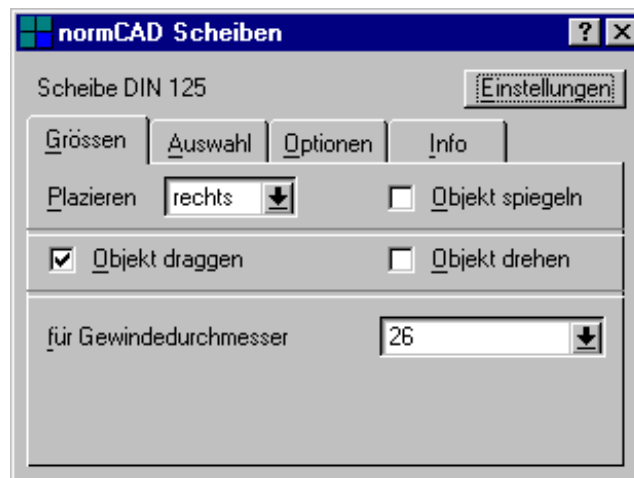 normCAD Scheiben
Scheibe DIN 125 Einstellungen
Grössen Auswahl Optionen Info
Plazieren rechts Objekt spiegeln
Objekt draggen Objekt drehen
für Gewindedurchmesser 26